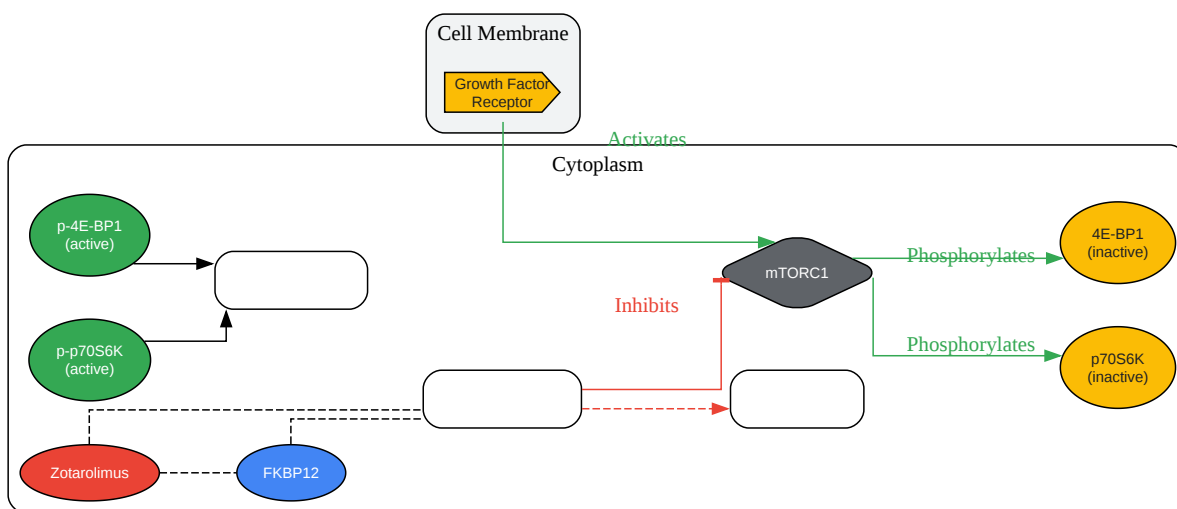 Cell Membrane
Growth Factor
Receptor
Activates
Cytoplasm
p-4E-BP1
(active)
4E-BP1
(inactive)
Phosphorylates
mTORC1
Inhibits
Phosphorylates
p-p70S6K
(active)
p70S6K
(inactive)
Zotarolimus
FKBP12